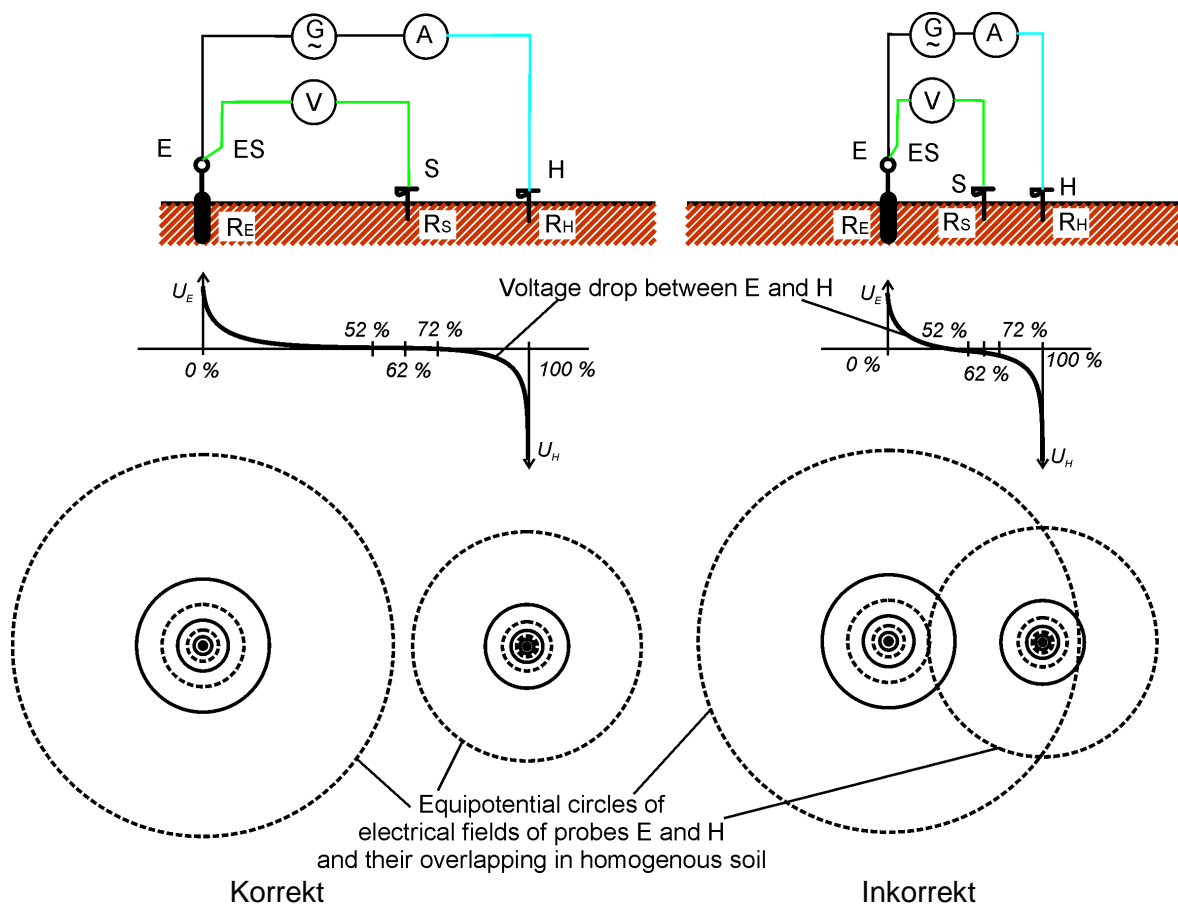 G
~
A
V
E
ES
S
H
RE
RS
RH
G
~
A
V
E
ES
S
H
RE
RS
RH
Voltage drop between E and H
UE
52 %
72 %
0 %
62 %
100 %
UH
UE
52 %
72 %
0 %
62 %
100 %
UH
Equipotential circles of
electrical fields of probes E and H
and their overlapping in homogenous soil
Korrekt
Inkorrekt